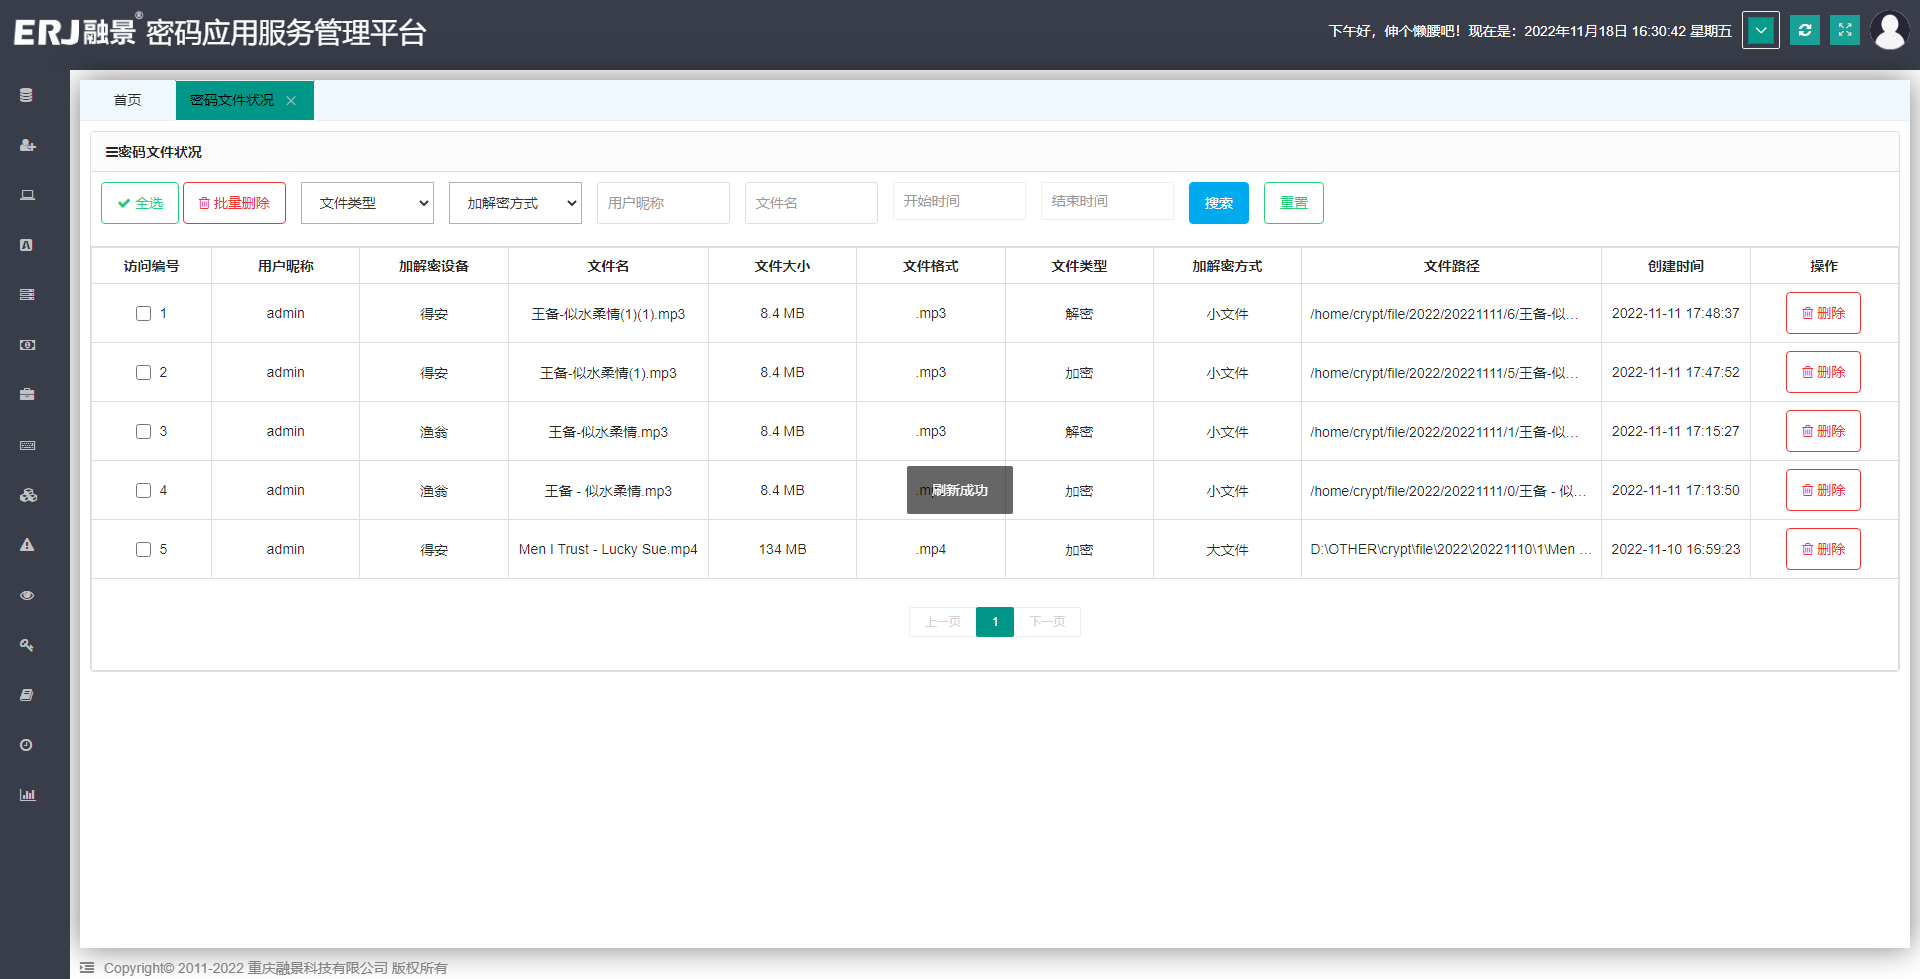 ERJ融景® 密码应用服务管理平台
下午好，伸个懒腰吧！现在是：2022年11月18日 16:30:42 星期五
首页 密码文件状况
密码文件状况
全选 批量删除 文件类型 加解密方式 用户昵称 文件名 开始时间 结束时间 搜索 重置
访问编号 用户昵称 加解密设备 文件名 文件大小 文件格式 文件类型 加解密方式 文件路径 创建时间 操作
1 admin 得安 王备-似水柔情(1)(1).mp3 8.4 MB .mp3 解密 小文件 /home/crypt/file/2022/20221111/6/王备-似... 2022-11-11 17:48:37 删除
2 admin 得安 王备-似水柔情(1).mp3 8.4 MB .mp3 加密 小文件 /home/crypt/file/2022/20221111/5/王备-似... 2022-11-11 17:47:52 删除
3 admin 渔翁 王备-似水柔情.mp3 8.4 MB .mp3 解密 小文件 /home/crypt/file/2022/20221111/1/王备-似... 2022-11-11 17:15:27 删除
4 admin 渔翁 王备 - 似水柔情.mp3 8.4 MB 刷新成功 加密 小文件 /home/crypt/file/2022/20221111/0/王备 - 似... 2022-11-11 17:13:50 删除
5 admin 得安 Men I Trust - Lucky Sue.mp4 134 MB .mp4 加密 大文件 D:\OTHER\crypt\file\2022\20221110\1\Men ... 2022-11-10 16:59:23 删除
上一页 1 下一页
Copyright© 2011-2022 重庆融景科技有限公司 版权所有